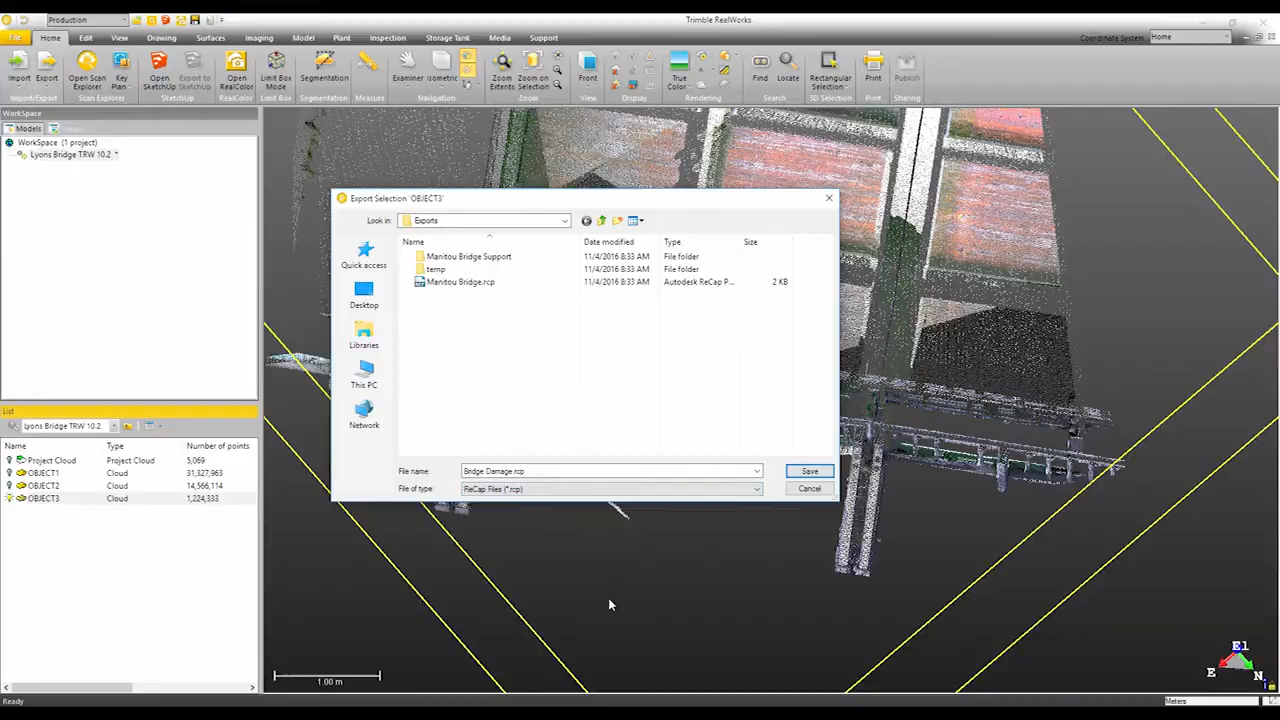 Production
Trimble RealWorks
File Home Edit View Drawing Surfaces Imaging Model Plant Inspection Storage Tank Media Support
Coordinate System: Home
Import Export Open Scan Explorer Key Plan Open SketchUp Export to SketchUp Open RealColor Limit Box Mode Segmentation Measure Examiner Isometric Zoom Extents Zoom on Selection Front True Color Find Locate Rectangular Selection Print Publish
Import/Export Scan Explorer SketchUp RealColor Limit Box Segmentation Measure Navigation Zoom View Display Rendering Search 3D Selection Print Sharing
WorkSpace
Models
WorkSpace (1 project)
Lyons Bridge TRW 10.2 *
Export Selection 'OBJECT3'
Look in: Exports
Name Date modified Type Size
Manitou Bridge Support 11/4/2016 8:33 AM File folder
temp 11/4/2016 8:33 AM File folder
Manitou Bridge.rcp 11/4/2016 8:33 AM Autodesk ReCap P... 2 KB
Quick access
Desktop
Libraries
This PC
Network
File name: Bridge Damage.rcp Save
File of type: ReCap Files (*.rcp) Cancel
List
Lyons Bridge TRW 10.2
Name Type Number of points
Project Cloud Project Cloud 5,069
OBJECT1 Cloud 31,327,963
OBJECT2 Cloud 14,566,114
OBJECT3 Cloud 1,224,333
1.00 m
El
E
N
Ready
Meters